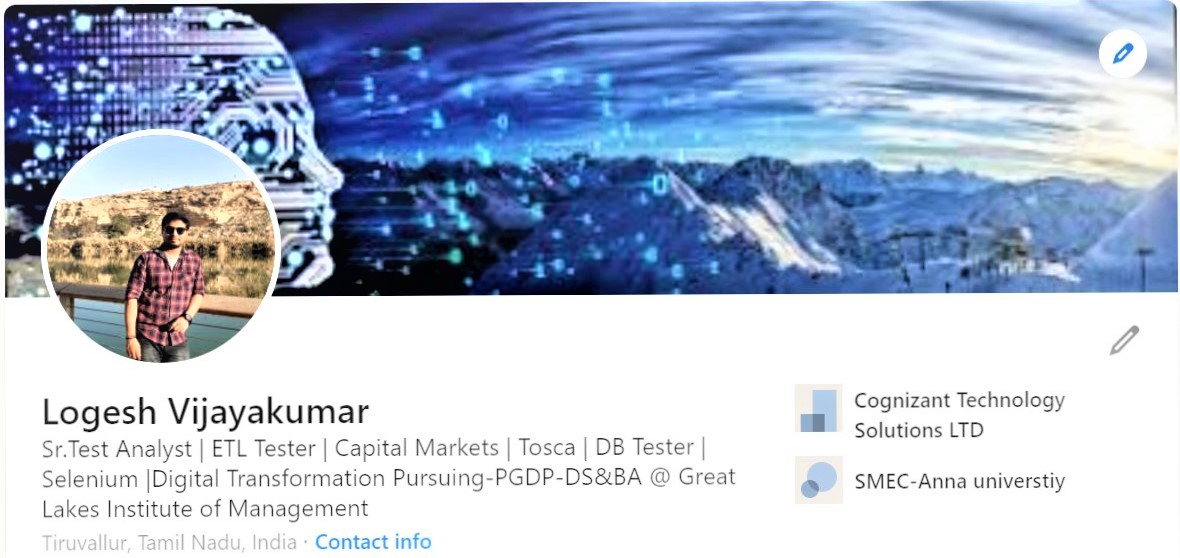 Logesh Vijayakumar
Sr.Test Analyst | ETL Tester | Capital Markets | Tosca | DB Tester |
Selenium |Digital Transformation Pursuing-PGDP-DS&BA @ Great
Lakes Institute of Management
Tiruvallur, Tamil Nadu, India · Contact info
Cognizant Technology
Solutions LTD
SMEC-Anna universtiy